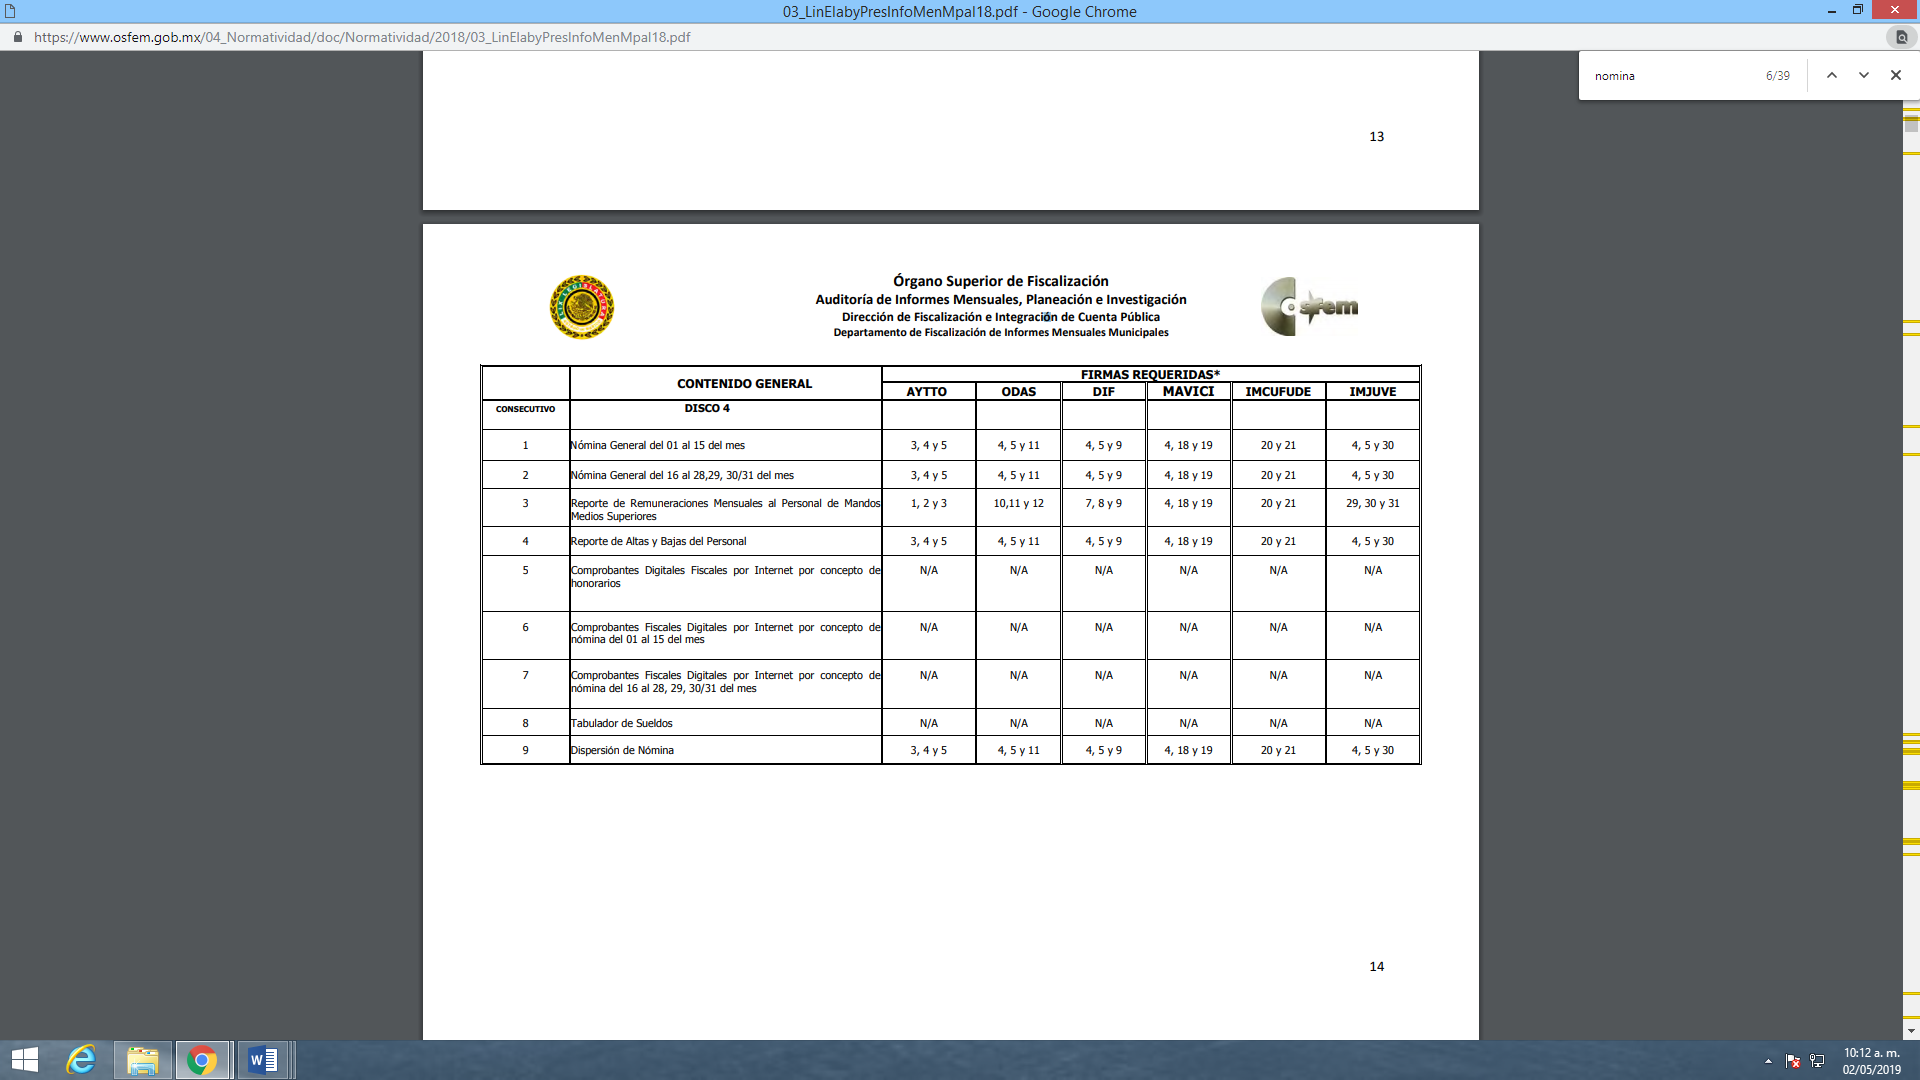 03_LinElabyPresInfoMenMpal18.pdf - Google Chrome
https://www.osfem.gob.mx/04_Normatividad/doc/Normatividad/2018/03_LinElabyPresInfoMenMpal18.pdf
nomina 6/39
13
Órgano Superior de Fiscalización
Auditoría de Informes Mensuales, Planeación e Investigación
Dirección de Fiscalización e Integración de Cuenta Pública
Departamento de Fiscalización de Informes Mensuales Municipales
osfem
CONTENIDO GENERAL FIRMAS REQUERIDAS*
AYTTO ODAS DIF MAVICI IMCUFUDE IMJUVE
CONSECUTIVO DISCO 4
1 Nómina General del 01 al 15 del mes 3, 4 y 5 4, 5 y 11 4, 5 y 9 4, 18 y 19 20 y 21 4, 5 y 30
2 Nómina General del 16 al 28,29, 30/31 del mes 3, 4 y 5 4, 5 y 11 4, 5 y 9 4, 18 y 19 20 y 21 4, 5 y 30
3 Reporte de Remuneraciones Mensuales al Personal de Mandos 1, 2 y 3 10,11 y 12 7, 8 y 9 4, 18 y 19 20 y 21 29, 30 y 31
Medios Superiores
4 Reporte de Altas y Bajas del Personal 3, 4 y 5 4, 5 y 11 4, 5 y 9 4, 18 y 19 20 y 21 4, 5 y 30
5 Comprobantes Digitales Fiscales por Internet por concepto de N/A N/A N/A N/A N/A N/A
honorarios
6 Comprobantes Fiscales Digitales por Internet por concepto de N/A N/A N/A N/A N/A N/A
nómina del 01 al 15 del mes
7 Comprobantes Fiscales Digitales por Internet por concepto de N/A N/A N/A N/A N/A N/A
nómina del 16 al 28, 29, 30/31 del mes
8 Tabulador de Sueldos N/A N/A N/A N/A N/A N/A
9 Dispersión de Nómina 3, 4 y 5 4, 5 y 11 4, 5 y 9 4, 18 y 19 20 y 21 4, 5 y 30
14
10:12 a. m.
02/05/2019